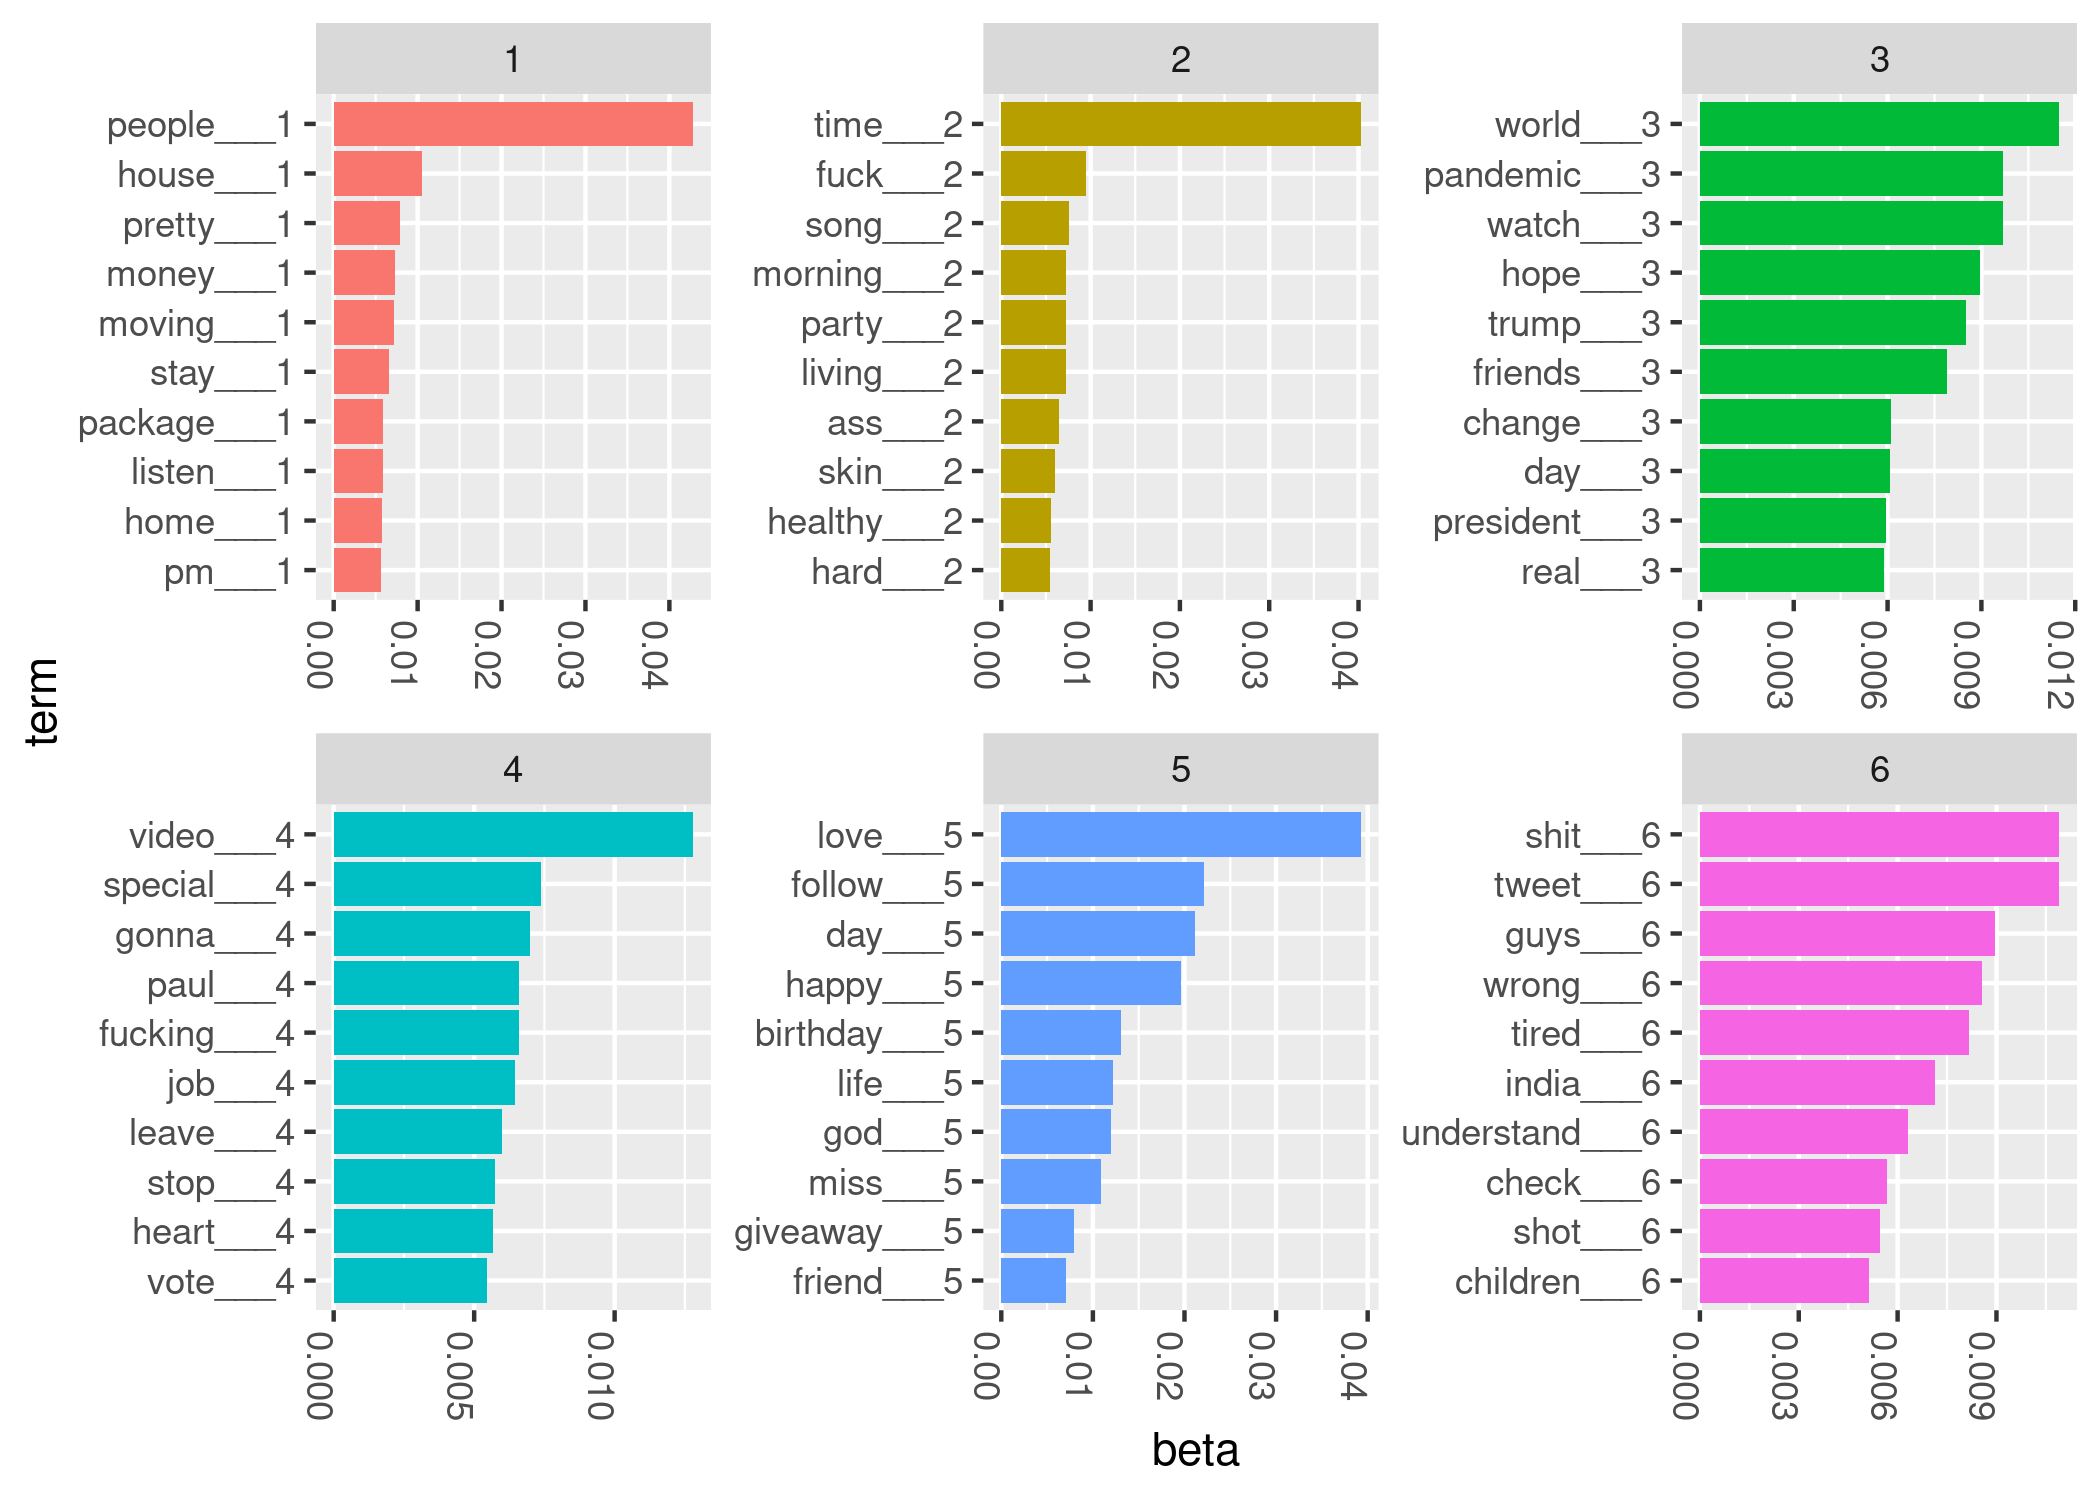 1
people___1
house___1
pretty___1
money___1
moving___1
stay___1
package___1
listen___1
home___1
pm___1
0.00
0.01
0.02
0.03
0.04
2
time___2
fuck___2
song___2
morning___2
party___2
living___2
ass___2
skin___2
healthy___2
hard___2
0.00
0.01
0.02
0.03
0.04
3
world___3
pandemic___3
watch___3
hope___3
trump___3
friends___3
change___3
day___3
president___3
real___3
0.000
0.003
0.006
0.009
0.012
term
4
video___4
special___4
gonna___4
paul___4
fucking___4
job___4
leave___4
stop___4
heart___4
vote___4
0.000
0.005
0.010
5
love___5
follow___5
day___5
happy___5
birthday___5
life___5
god___5
miss___5
giveaway___5
friend___5
0.00
0.01
0.02
0.03
0.04
6
shit___6
tweet___6
guys___6
wrong___6
tired___6
india___6
understand___6
check___6
shot___6
children___6
0.000
0.003
0.006
0.009
beta